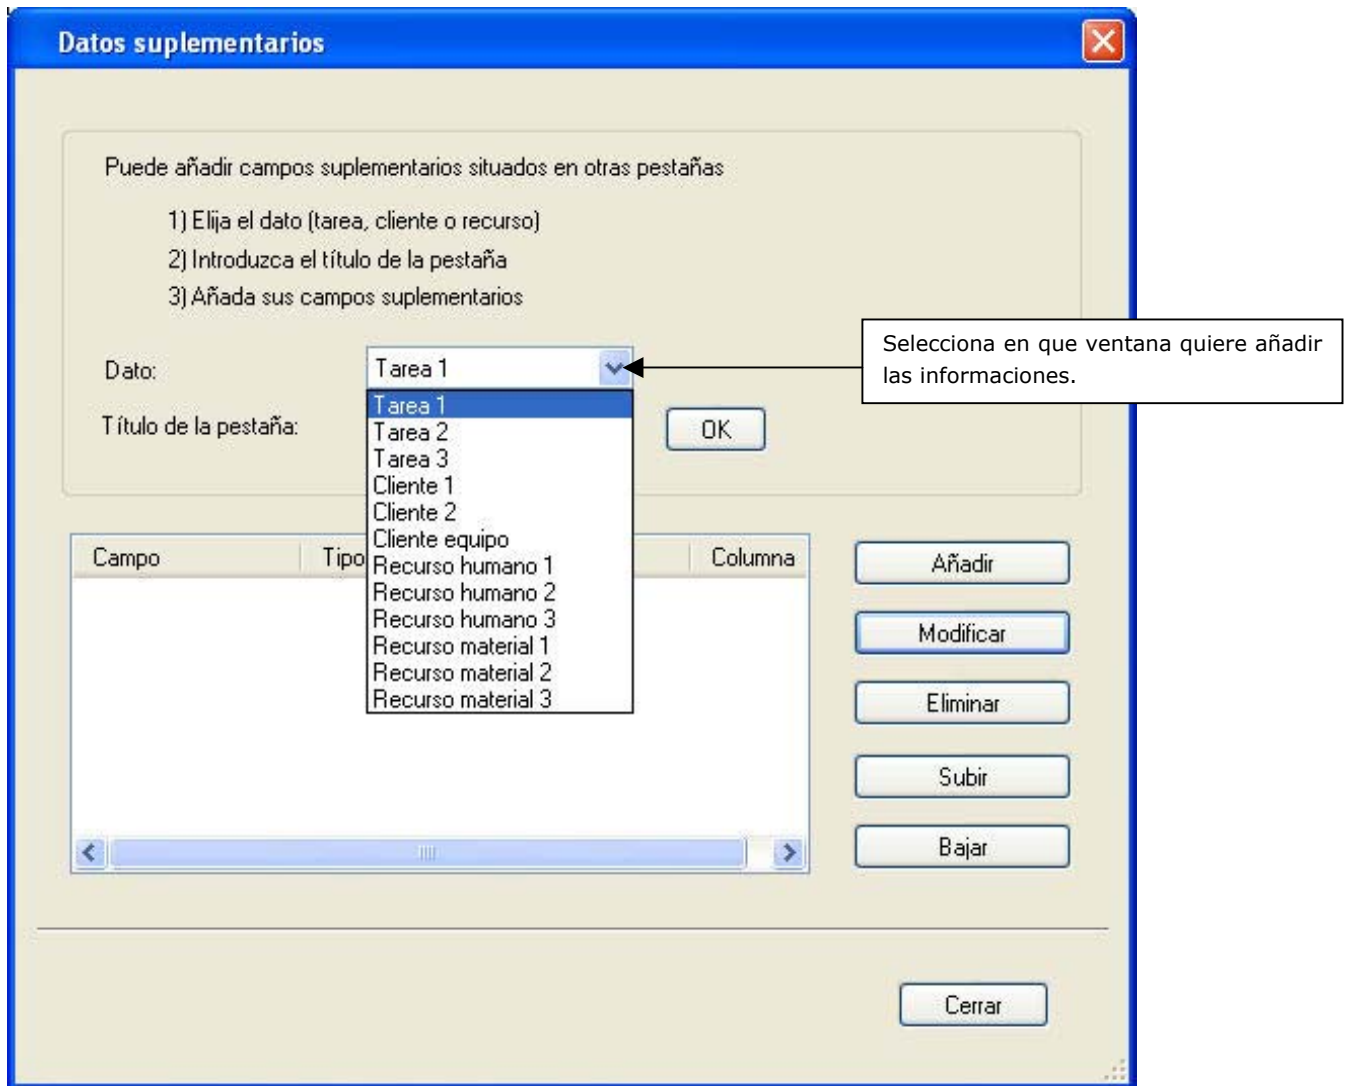 Datos suplementarios
Puede añadir campos suplementarios situados en otras pestañas
1) Elija el dato (tarea, cliente o recurso)
2) Introduzca el título de la pestaña
3) Añada sus campos suplementarios
Selecciona en que ventana quiere añadir
las informaciones.
Dato:
Tarea 1
Título de la pestaña:
OK
Tarea 1
Tarea 2
Tarea 3
Cliente 1
Cliente 2
Cliente equipo
Recurso humano 1
Recurso humano 2
Recurso humano 3
Recurso material 1
Recurso material 2
Recurso material 3
Campo
Tipo
Columna
Añadir
Modificar
Eliminar
Subir
Bajar
Cerrar